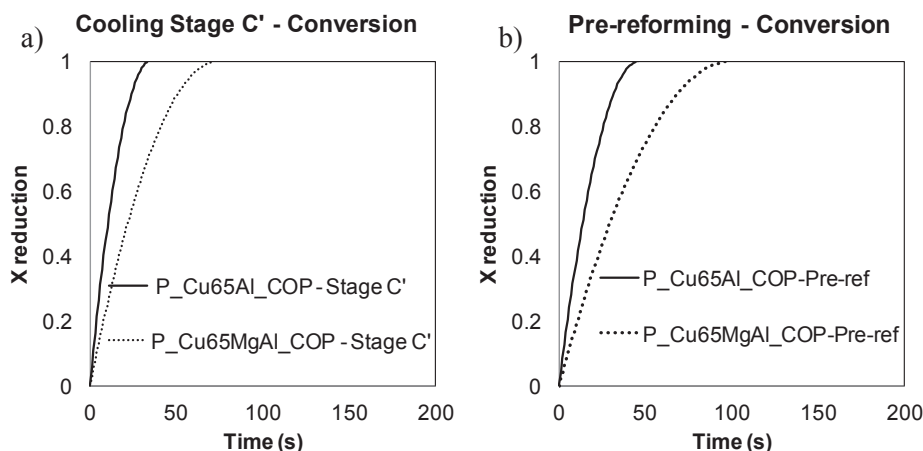 a)
Cooling Stage C' - Conversion
X reduction
1
0.8
0.6
0.4
0.2
0
P_Cu65Al_COP - Stage C'
P_Cu65MgAl_COP - Stage C'
0 50 100 150 200
Time (s)
b)
Pre-reforming - Conversion
X reduction
1
0.8
0.6
0.4
0.2
0
P_Cu65Al_COP-Pre-ref
P_Cu65MgAl_COP-Pre-ref
0 50 100 150 200
Time (s)